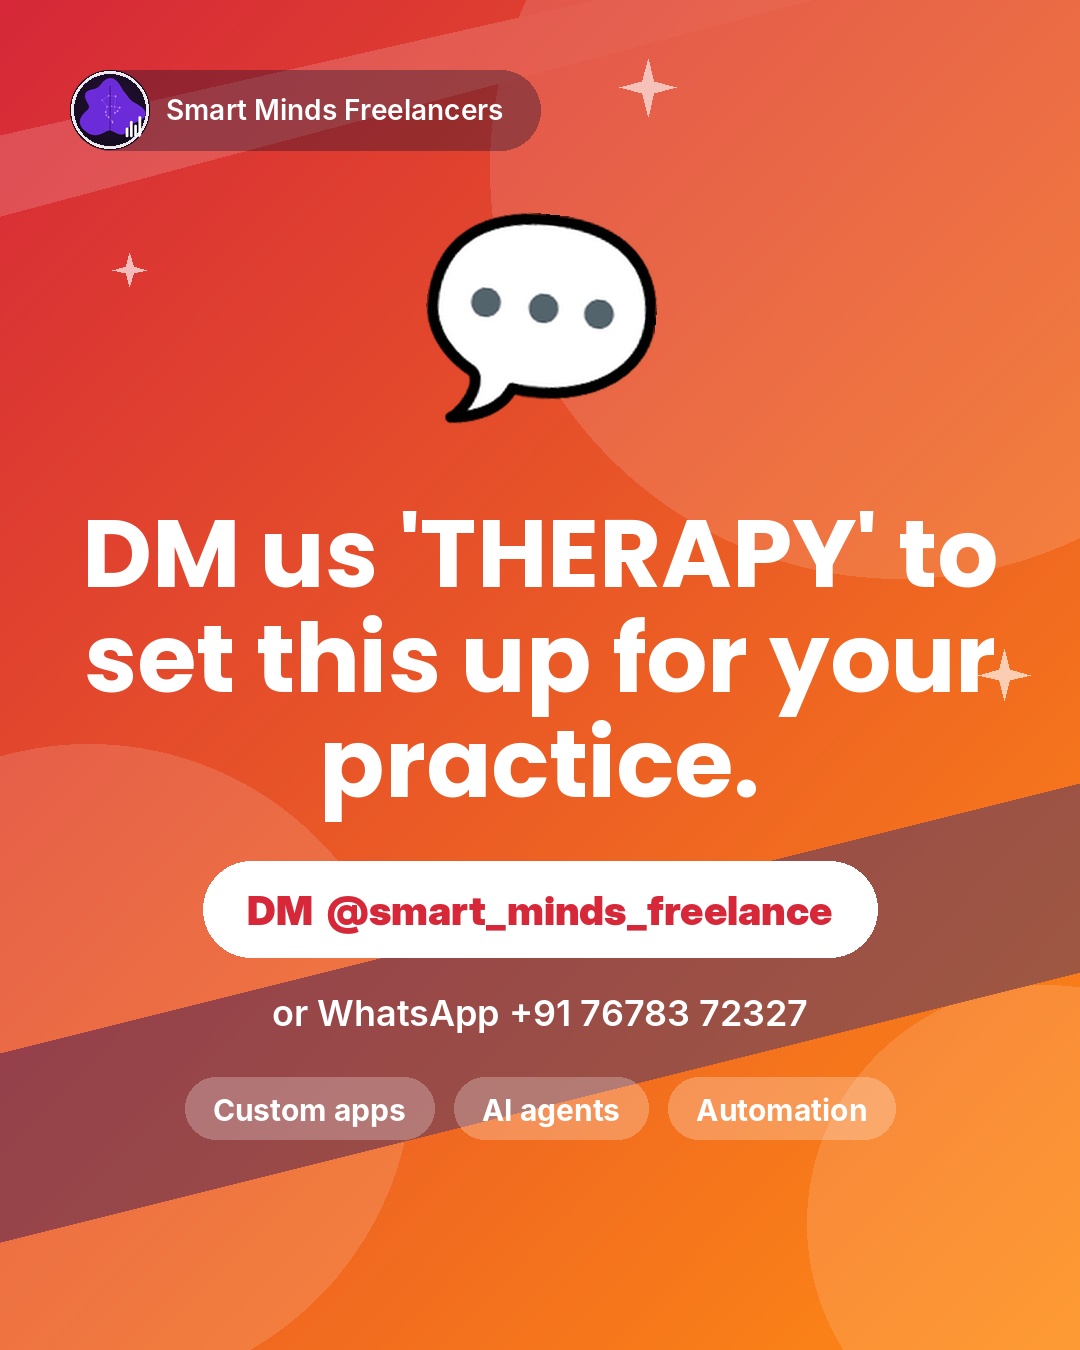 Smart Minds Freelancers
DM us 'THERAPY' to
set this up for your
practice.
DM @smart_minds_freelance
or WhatsApp +91 76783 72327
Custom apps
AI agents
Automation